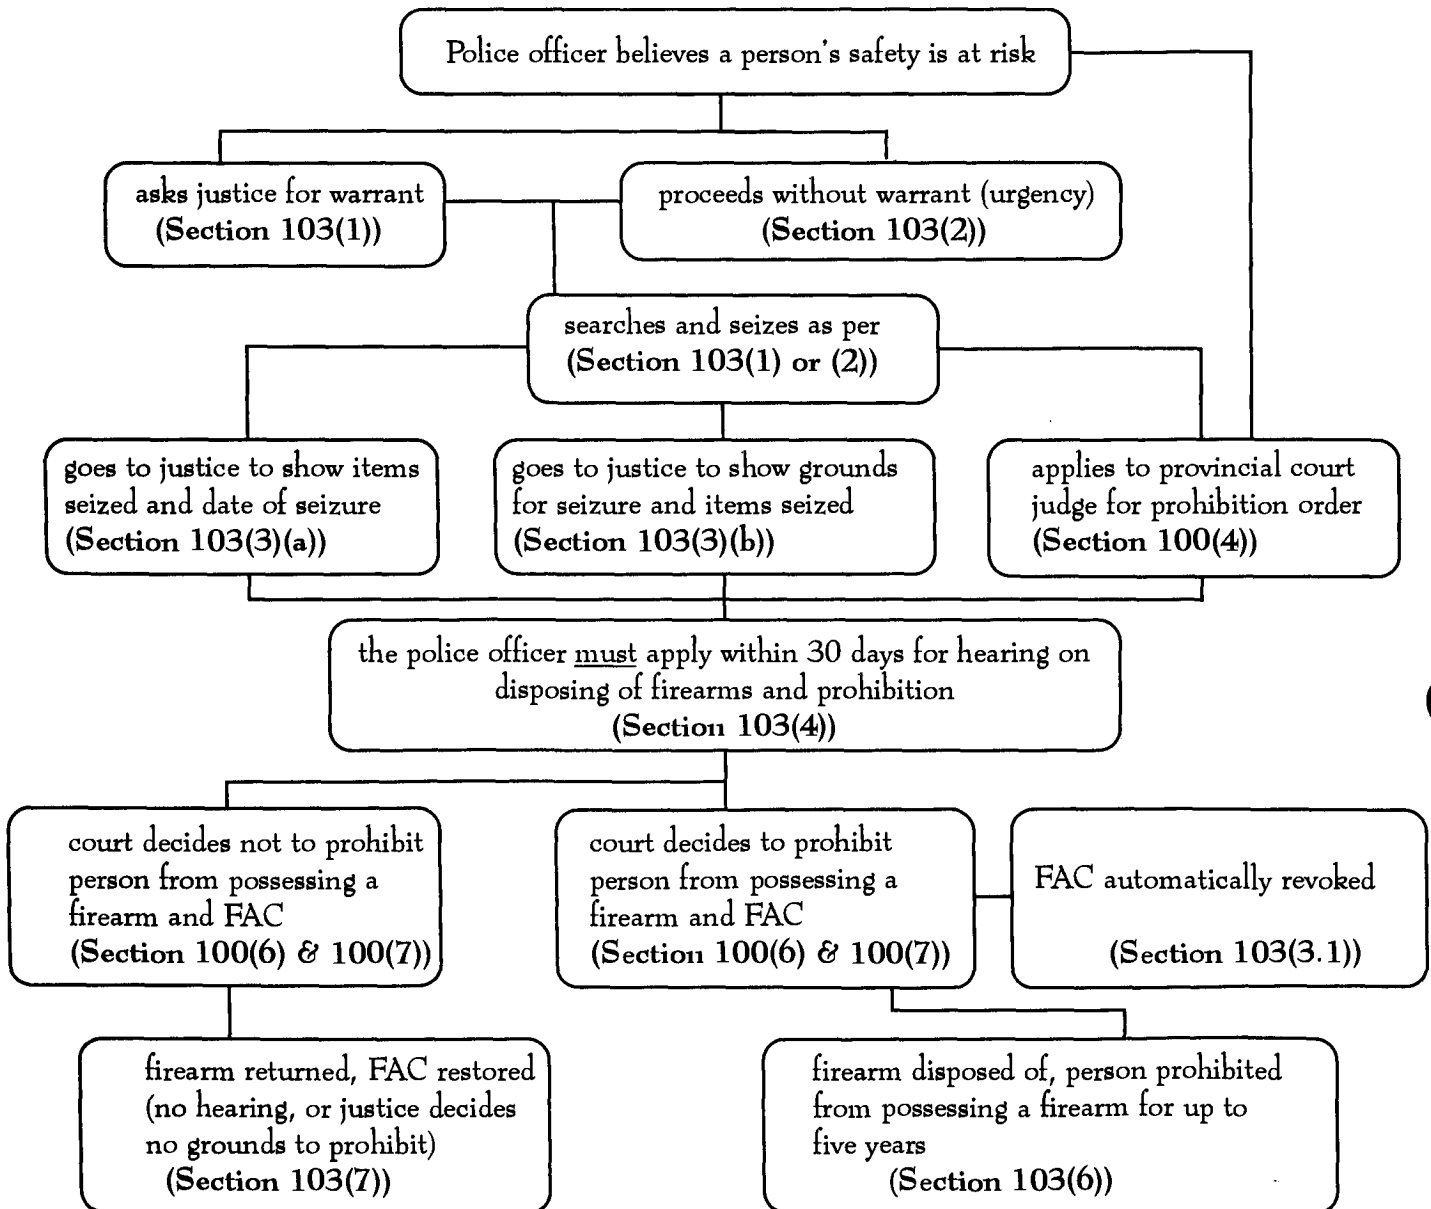 Police officer believes a person's safety is at risk
asks justice for warrant
(Section 103(1))
proceeds without warrant (urgency)
(Section 103(2))
searches and seizes as per
(Section 103(1) or (2))
goes to justice to show items
seized and date of seizure
(Section 103(3)(a))
goes to justice to show grounds
for seizure and items seized
(Section 103(3)(b))
applies to provincial court
judge for prohibition order
(Section 100(4))
the police officer must apply within 30 days for hearing on
disposing of firearms and prohibition
(Section 103(4))
court decides not to prohibit
person from possessing a
firearm and FAC
(Section 100(6) & 100(7))
court decides to prohibit
person from possessing a
firearm and FAC
(Section 100(6) & 100(7))
FAC automatically revoked
(Section 103(3.1))
firearm returned, FAC restored
(no hearing, or justice decides
no grounds to prohibit)
(Section 103(7))
firearm disposed of, person prohibited
from possessing a firearm for up to
five years
(Section 103(6))